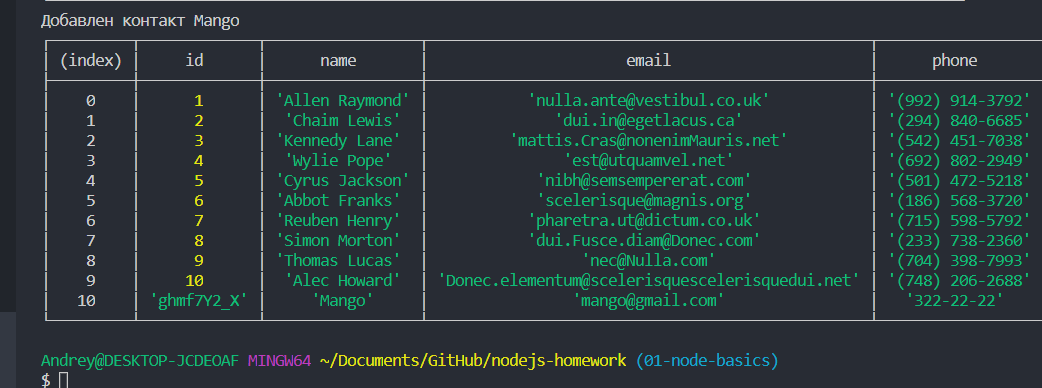 Добавлен контакт Mango
(index) id name email phone
0 1 'Allen Raymond' 'nulla.ante@vestibul.co.uk' '(992) 914-3792'
1 2 'Chaim Lewis' 'dui.in@egetlacus.ca' '(294) 840-6685'
2 3 'Kennedy Lane' 'mattis.Cras@nonenimMauris.net' '(542) 451-7038'
3 4 'Wylie Pope' 'est@utquamvel.net' '(692) 802-2949'
4 5 'Cyrus Jackson' 'nibh@semsempererat.com' '(501) 472-5218'
5 6 'Abbot Franks' 'scelerisque@magnis.org' '(186) 568-3720'
6 7 'Reuben Henry' 'pharetra.ut@dictum.co.uk' '(715) 598-5792'
7 8 'Simon Morton' 'dui.Fusce.diam@Donec.com' '(233) 738-2360'
8 9 'Thomas Lucas' 'nec@Nulla.com' '(704) 398-7993'
9 10 'Alec Howard' 'Donec.elementum@scelerisquescelerisquedui.net' '(748) 206-2688'
10 'ghmf7Y2_X' 'Mango' 'mango@gmail.com' '322-22-22'
Andrey@DESKTOP-JCDEOAF MINGW64 ~/Documents/GitHub/nodejs-homework (01-node-basics)
$